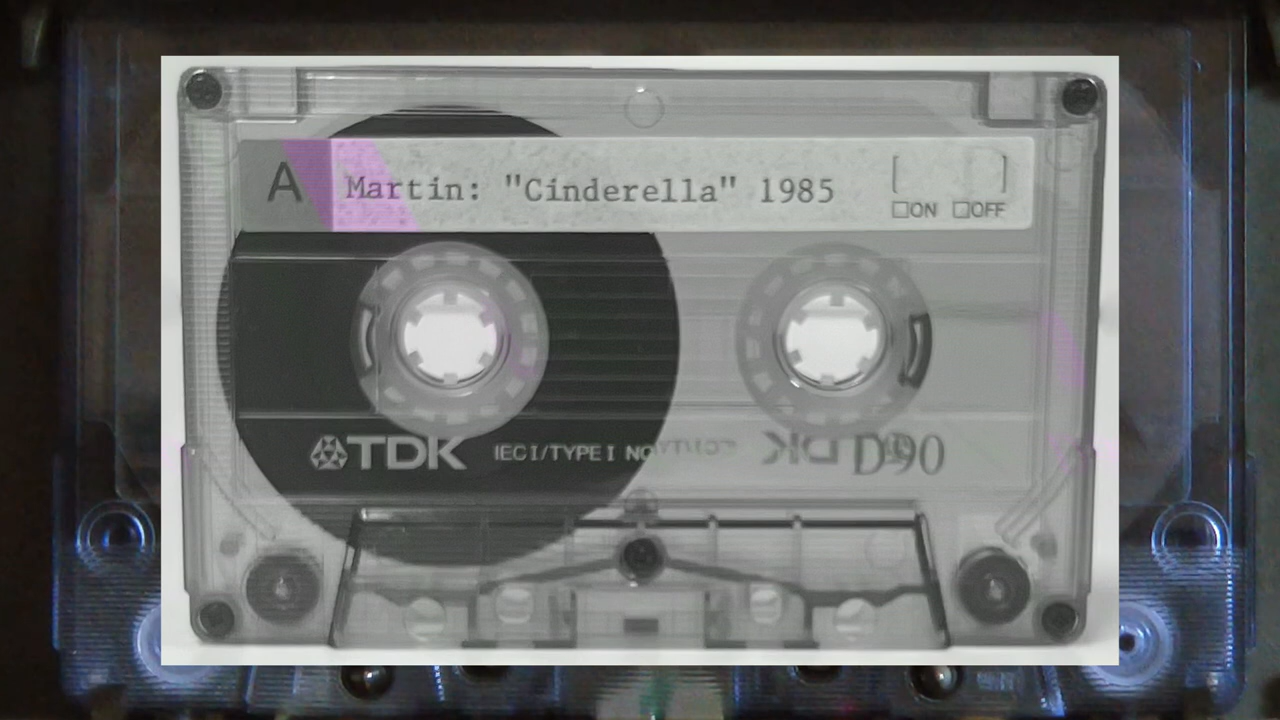 A
Martin: "Cinderella" 1985
☐ON ☐OFF
TDK IEC I/TYPE I D90